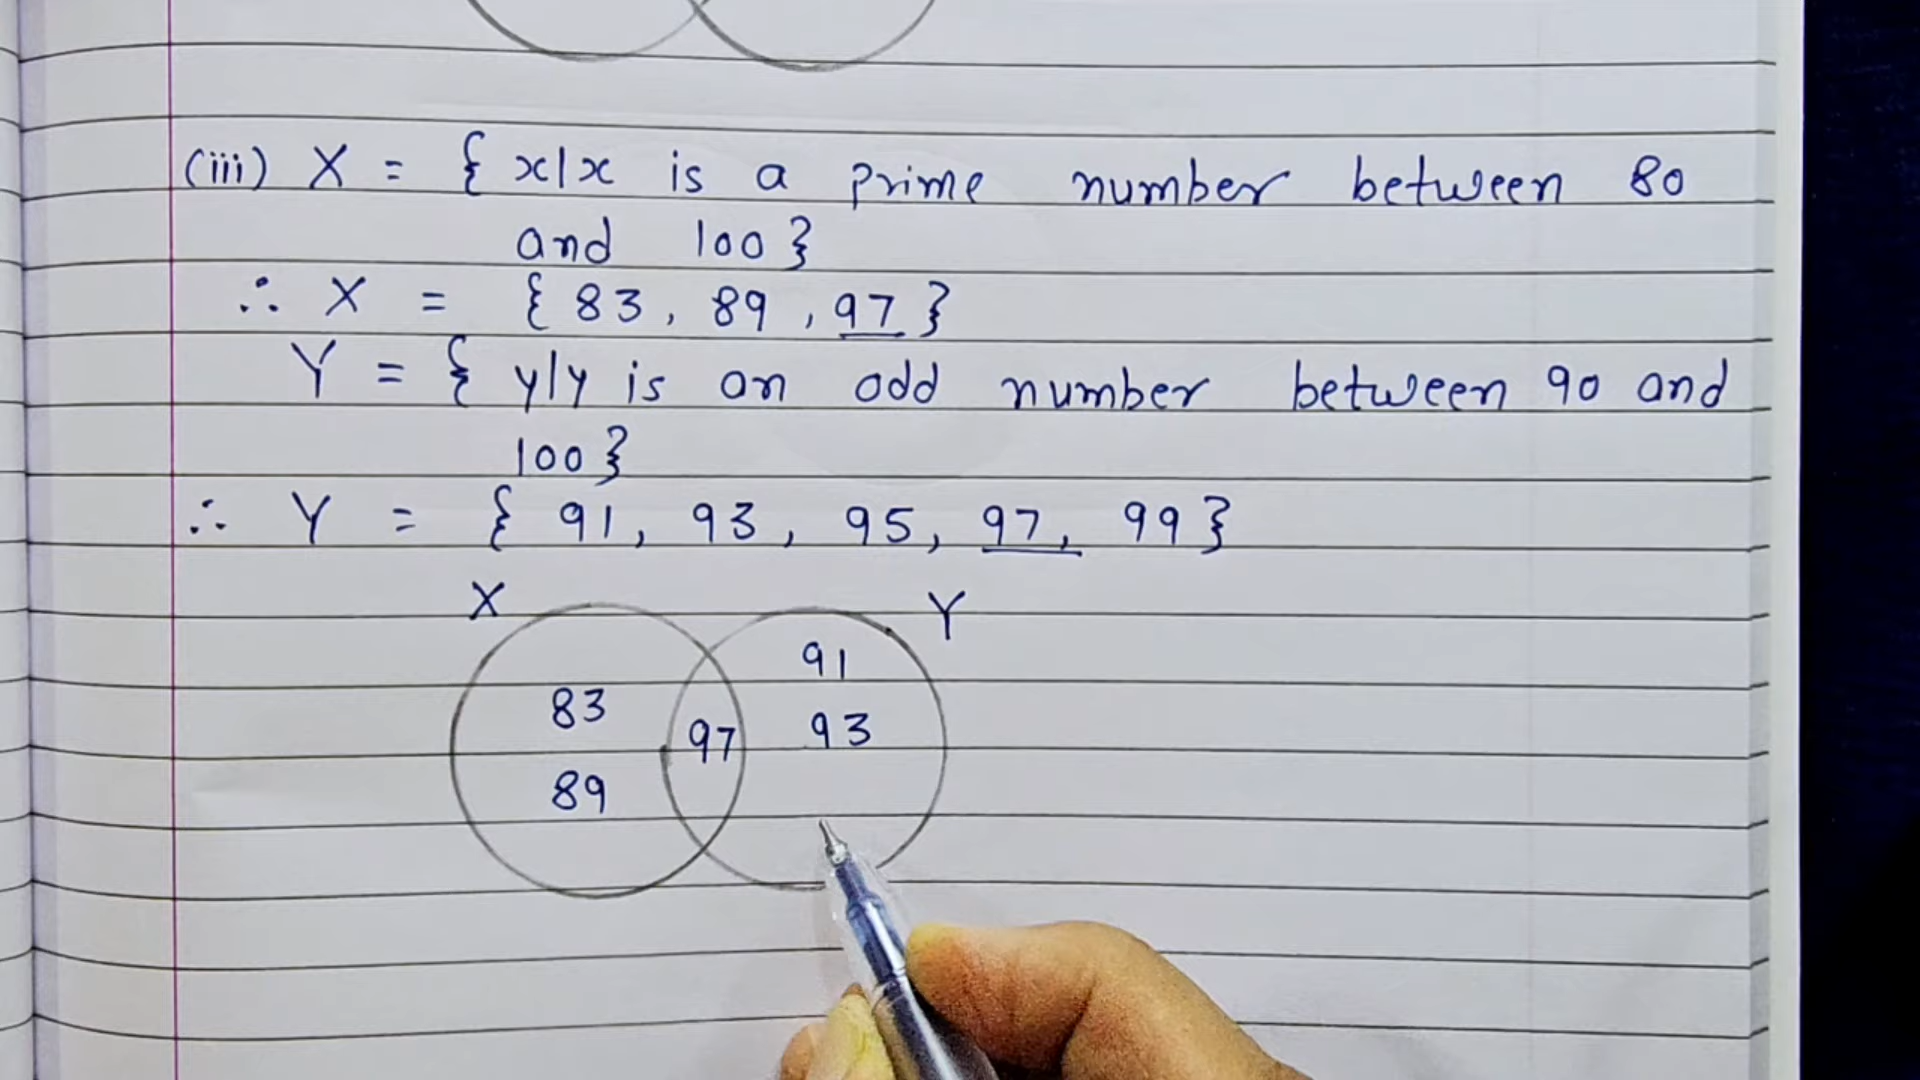 (iii) X = { x|x is a prime number between 80
and 100 }
∴ X = { 83, 89, 97 }
Y = { y|y is an odd number between 90 and
100 }
∴ Y = { 91, 93, 95, 97, 99 }
X Y
91
83
97 93
89